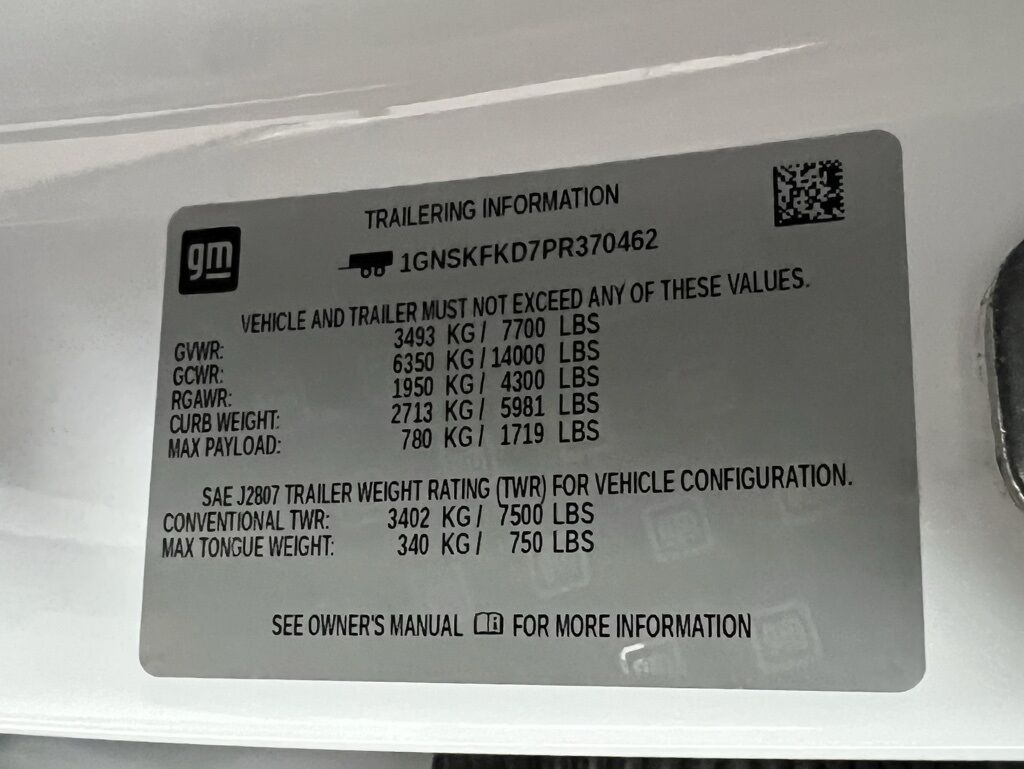 TRAILERING INFORMATION
gm
1GNSKFKD7PR370462
VEHICLE AND TRAILER MUST NOT EXCEED ANY OF THESE VALUES.
GVWR: 3493 KG / 7700 LBS
GCWR: 6350 KG / 14000 LBS
RGAWR: 1950 KG / 4300 LBS
CURB WEIGHT: 2713 KG / 5981 LBS
MAX PAYLOAD: 780 KG / 1719 LBS
SAE J2807 TRAILER WEIGHT RATING (TWR) FOR VEHICLE CONFIGURATION.
CONVENTIONAL TWR: 3402 KG / 7500 LBS
MAX TONGUE WEIGHT: 340 KG / 750 LBS
SEE OWNER'S MANUAL FOR MORE INFORMATION